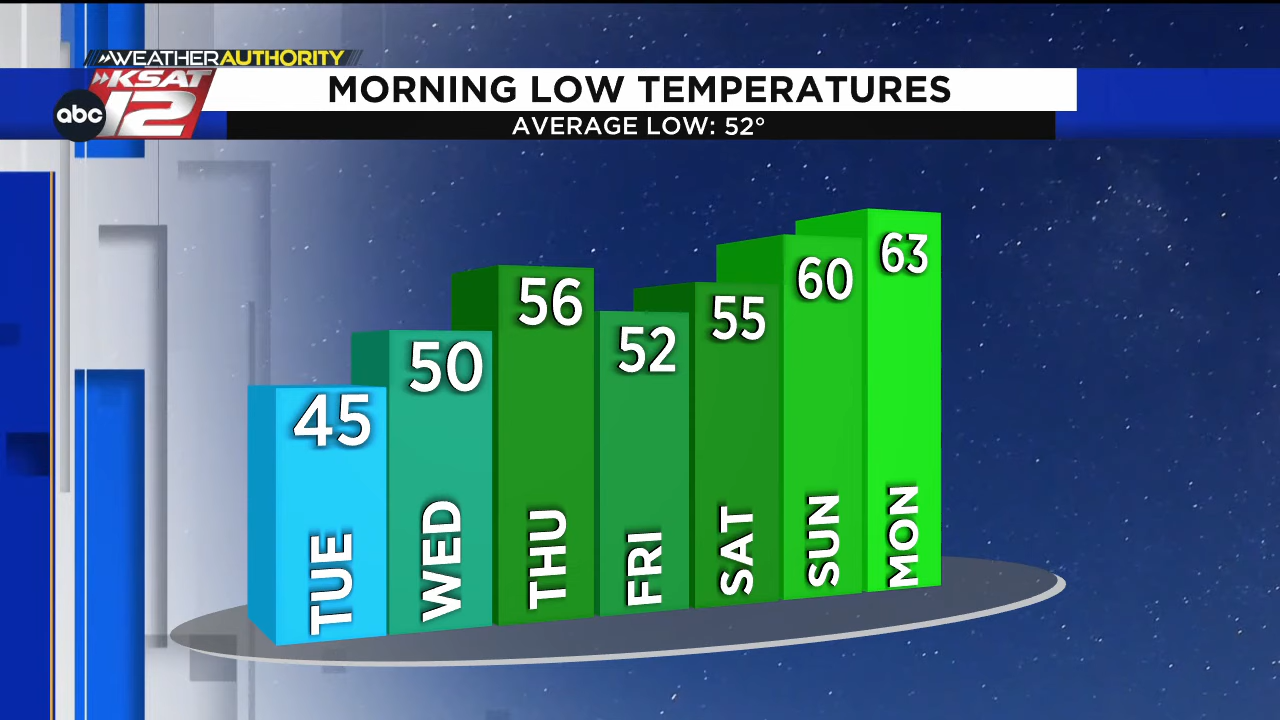 WEATHERAUTHORITY
KSAT
abc 12
MORNING LOW TEMPERATURES
AVERAGE LOW: 52°
45
50
56
52
55
60
63
TUE
WED
THU
FRI
SAT
SUN
MON